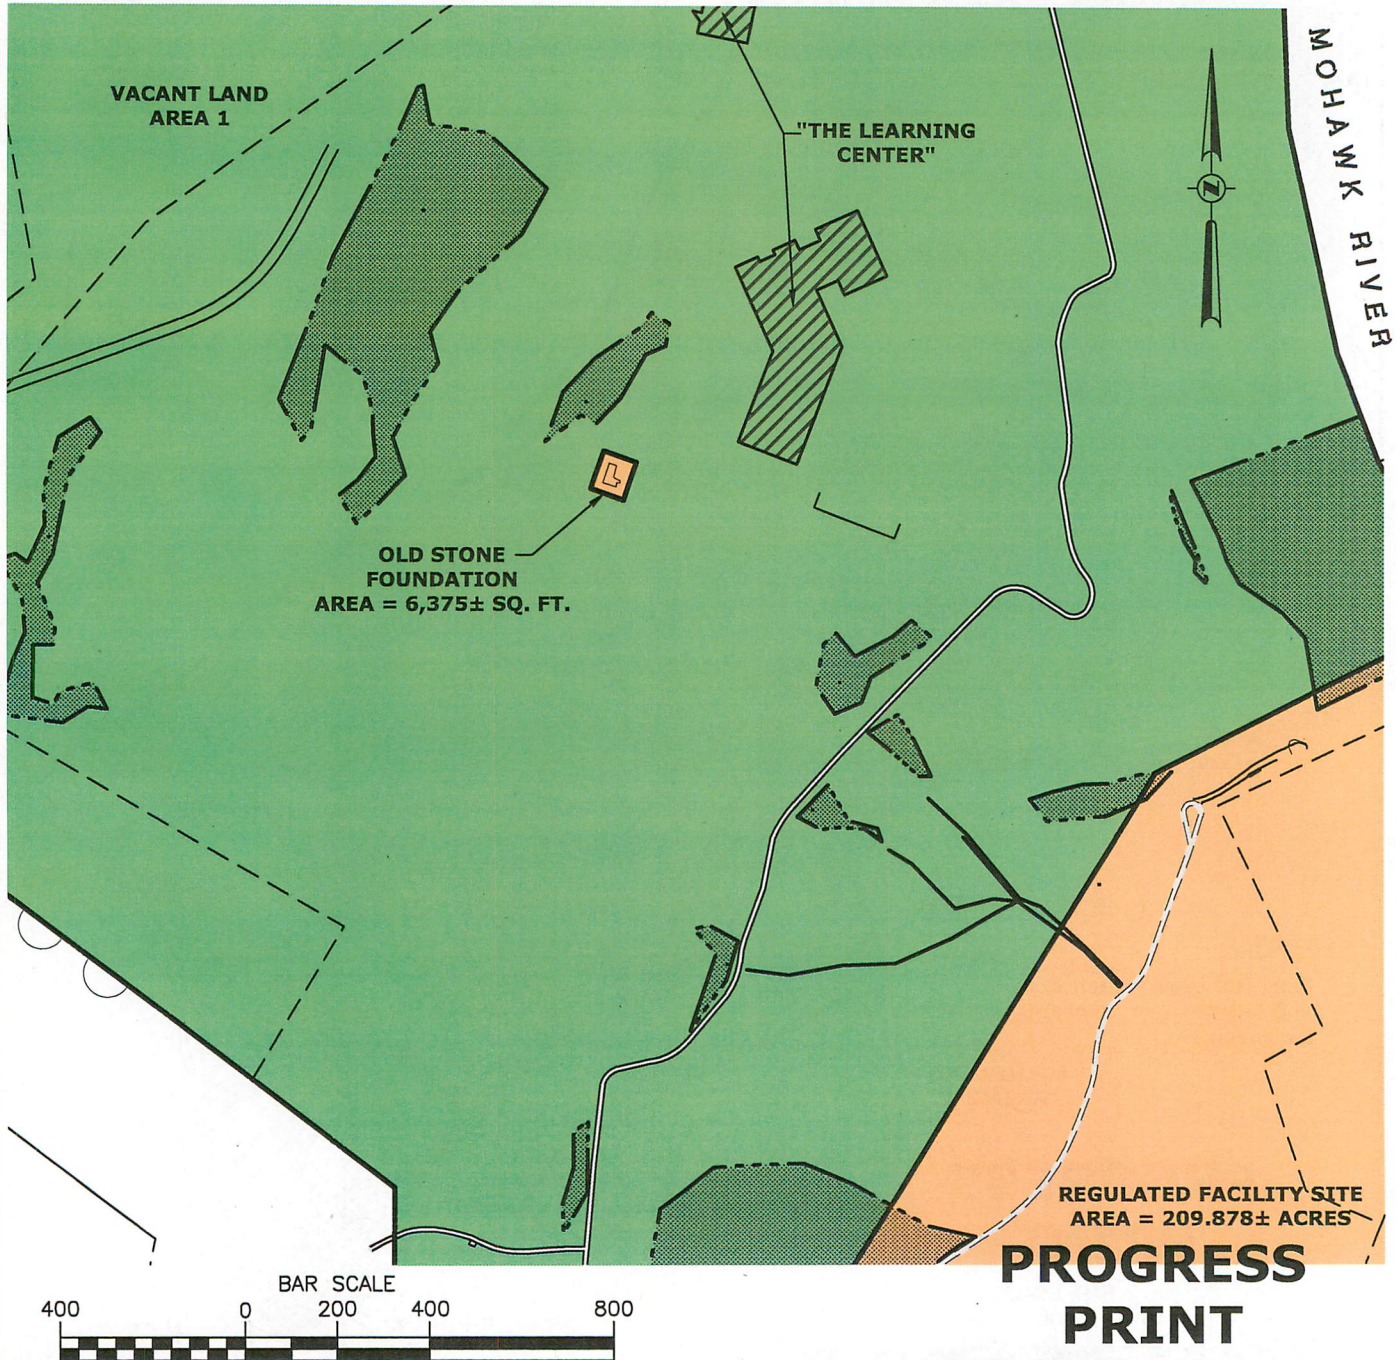 VACANT LAND
AREA 1
"THE LEARNING
CENTER"
MOHAWK RIVER
N
OLD STONE
FOUNDATION
AREA = 6,375± SQ. FT.
REGULATED FACILITY SITE
AREA = 209.878± ACRES
PROGRESS
PRINT
BAR SCALE
400 0 200 400 800